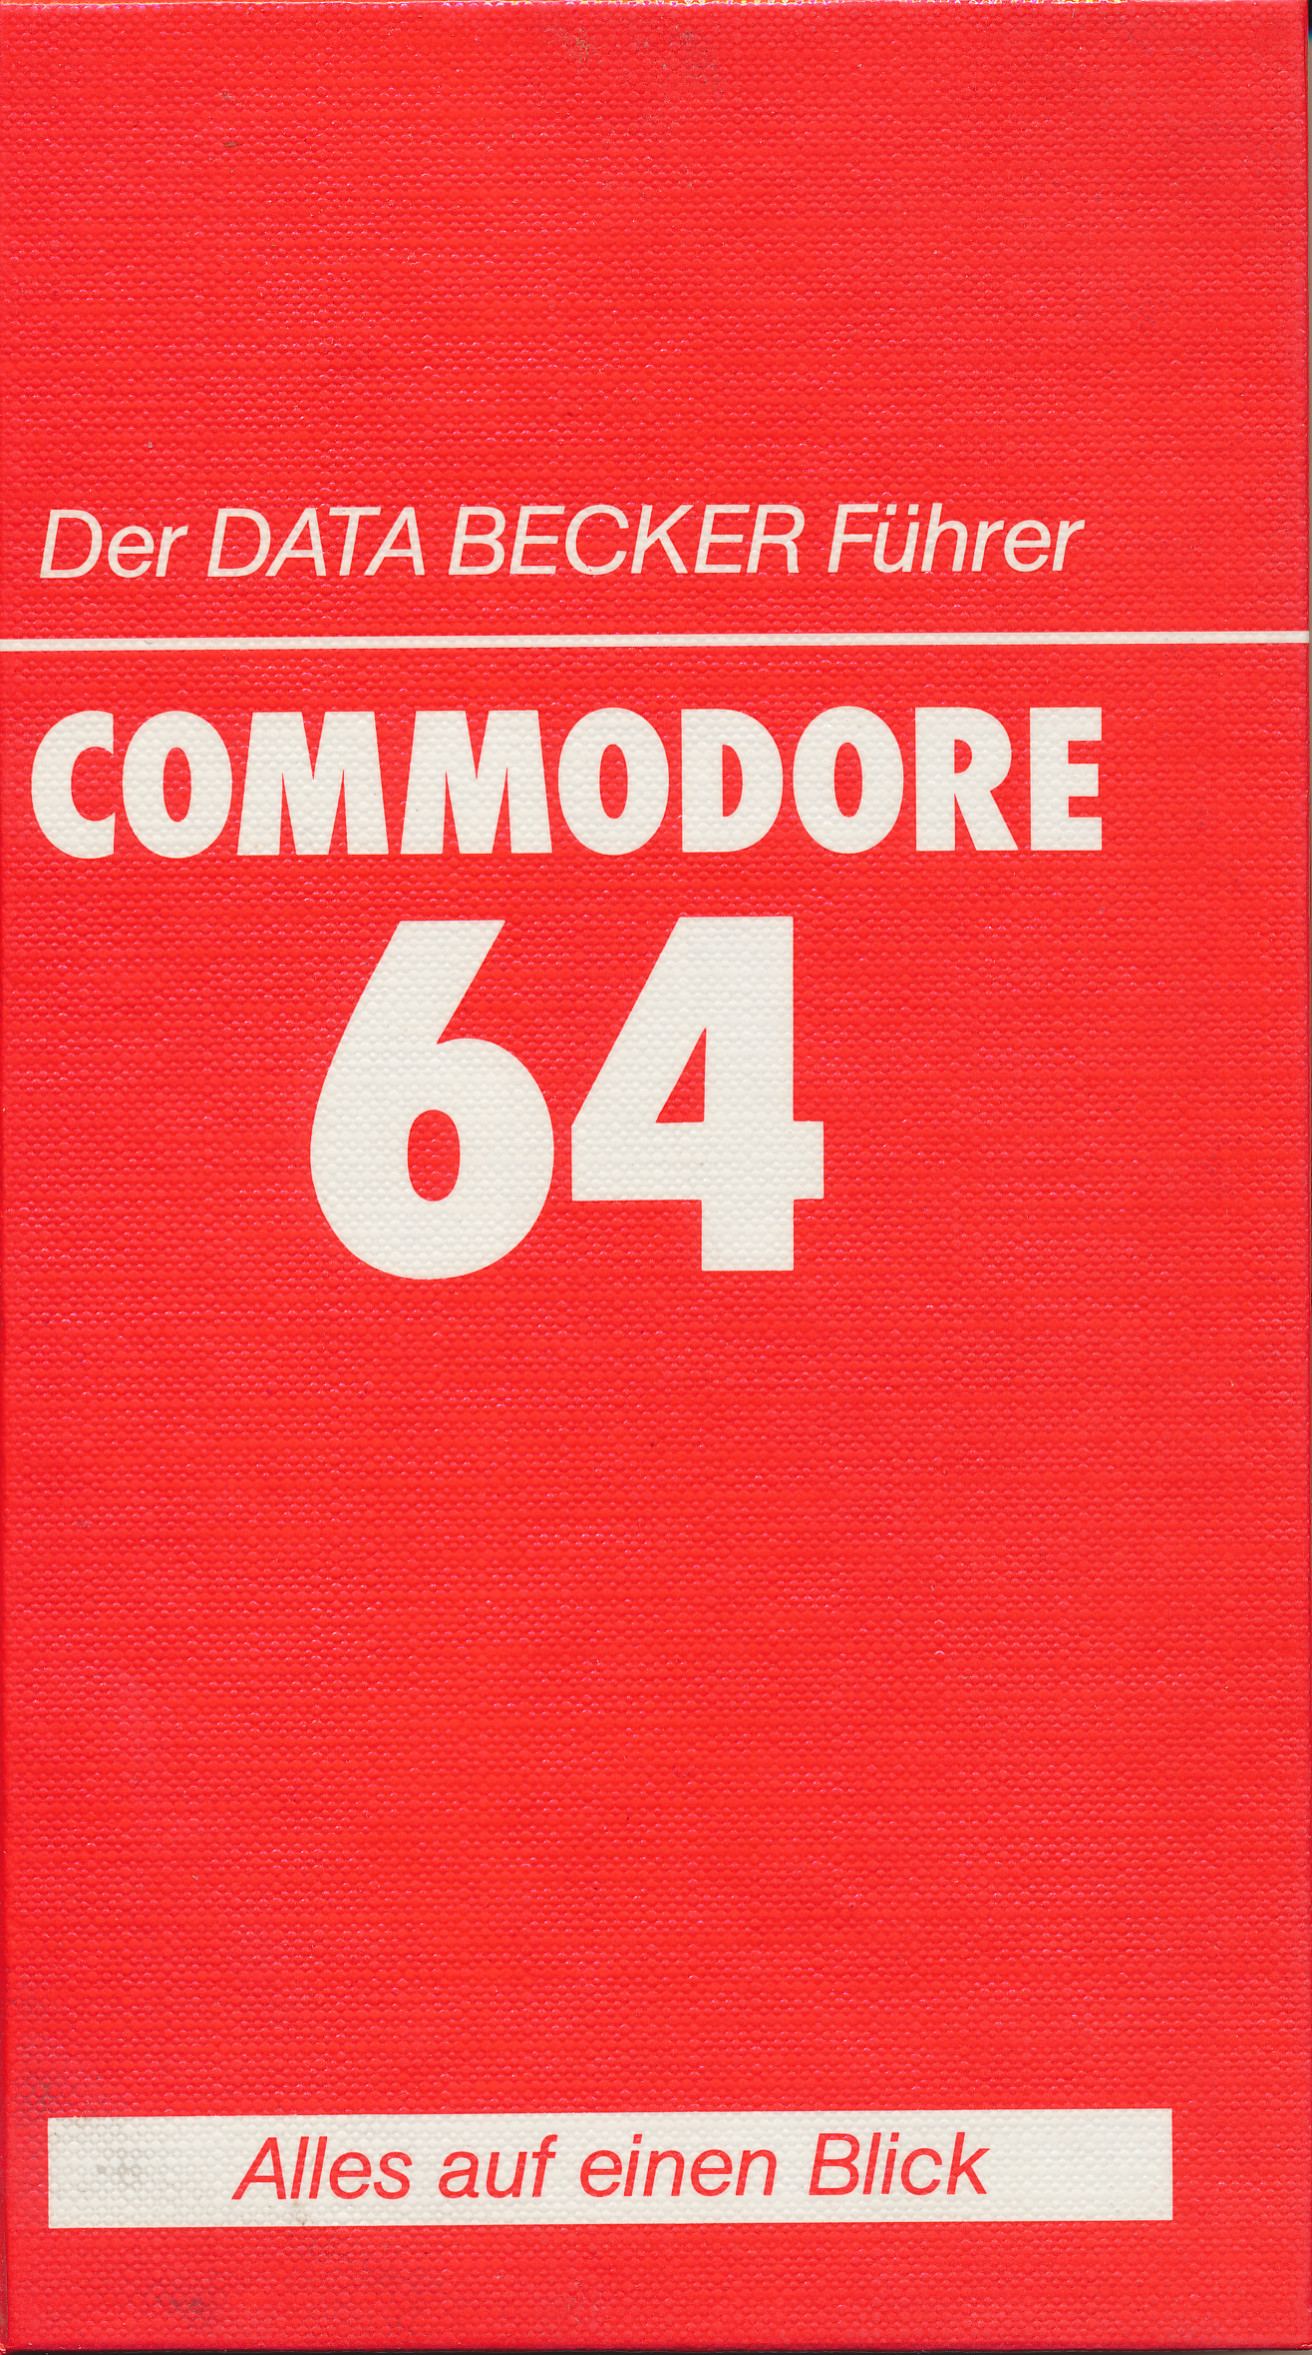 Der DATA BECKER Führer
COMMODORE
64
Alles auf einen Blick